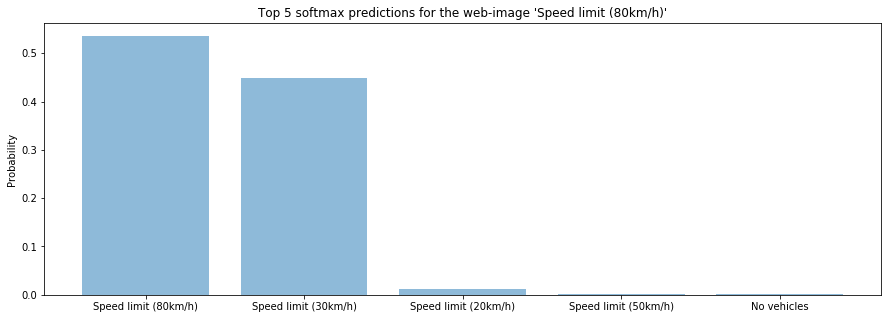 Top 5 softmax predictions for the web-image 'Speed limit (80km/h)'
Probability
0.5
0.4
0.3
0.2
0.1
0.0
Speed limit (80km/h) Speed limit (30km/h) Speed limit (20km/h) Speed limit (50km/h) No vehicles